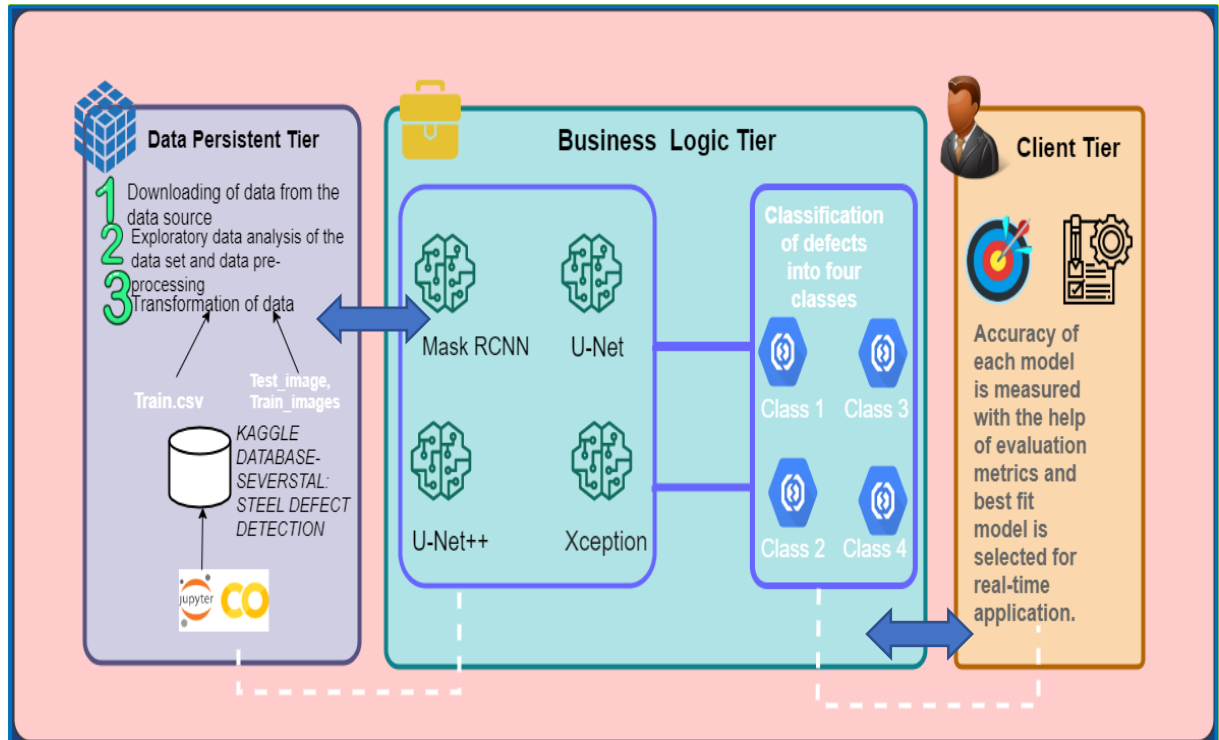 Data Persistent Tier
1
Downloading of data from the
data source
2
Exploratory data analysis of the
data set and data pre-
processing
3
Transformation of data
Train.csv
Test_image,
Train_images
KAGGLE
DATABASE-
SEVERSTAL:
STEEL DEFECT
DETECTION
jupyter
CO
Business Logic Tier
Mask RCNN
U-Net
U-Net++
Xception
Classification
of defects
into four
classes
Class 1
Class 3
Class 2
Class 4
Client Tier
Accuracy of
each model
is measured
with the help
of evaluation
metrics and
best fit
model is
selected for
real-time
application.